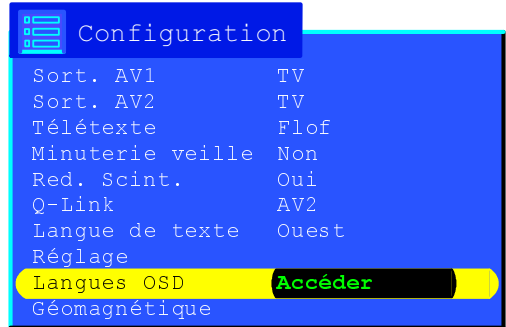 Configuration
Sort. AV1 TV
Sort. AV2 TV
Télétexte Flof
Minuterie veille Non
Red. Scint. Oui
Q-Link AV2
Langue de texte Ouest
Réglage
Langues OSD Accéder
Géomagnétique